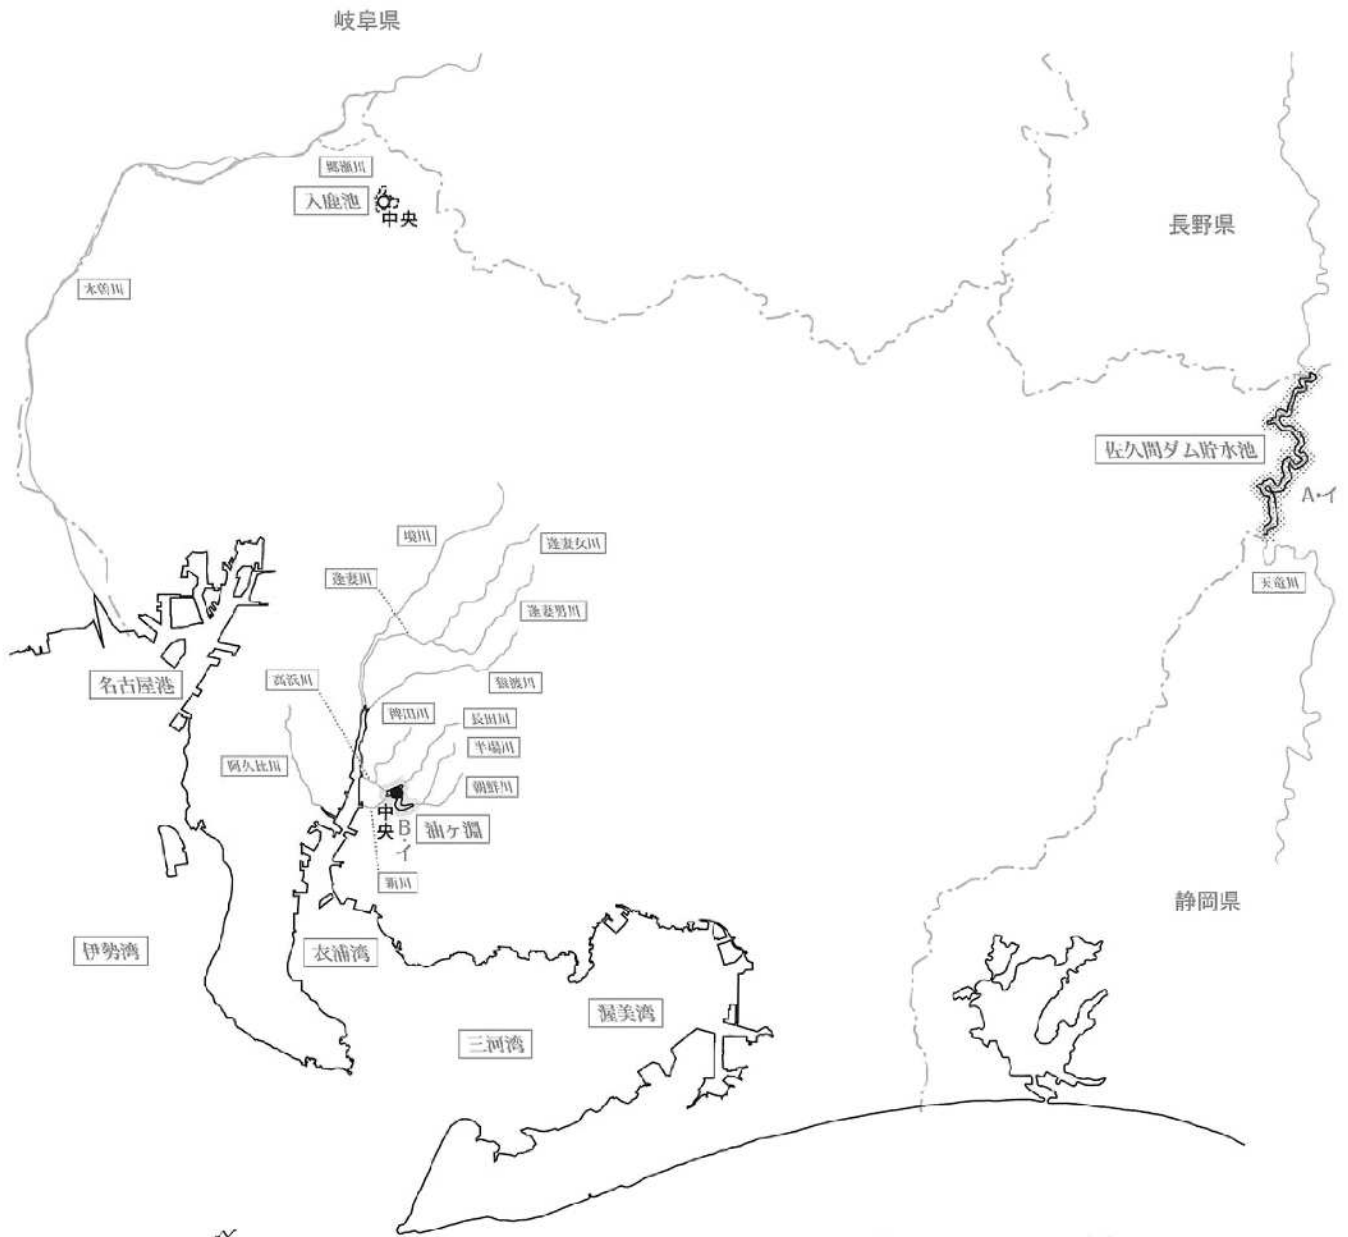 岐阜県
郷瀬川
入鹿池
中央
長野県
木曽川
佐久間ダム貯水池
A・イ
境川
逢妻女川
逢妻川
天竜川
逢妻男川
名古屋港
高浜川
猿渡川
稗田川
長田川
半場川
阿久比川
朝鮮川
中央
B・イ
油ヶ淵
新川
静岡県
伊勢湾
衣浦湾
渥美湾
三河湾